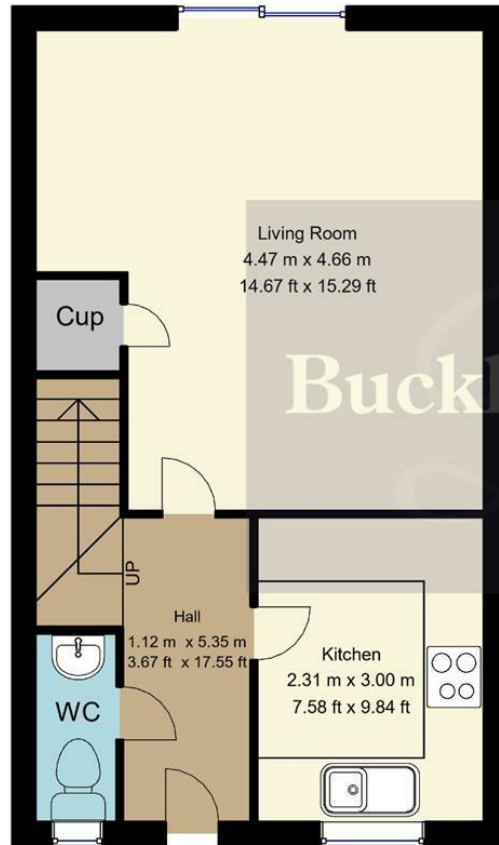 Living Room
4.47 m x 4.66 m
14.67 ft x 15.29 ft
Cup
UP
Hall
1.12 m x 5.35 m
3.67 ft x 17.55 ft
Kitchen
2.31 m x 3.00 m
7.58 ft x 9.84 ft
WC